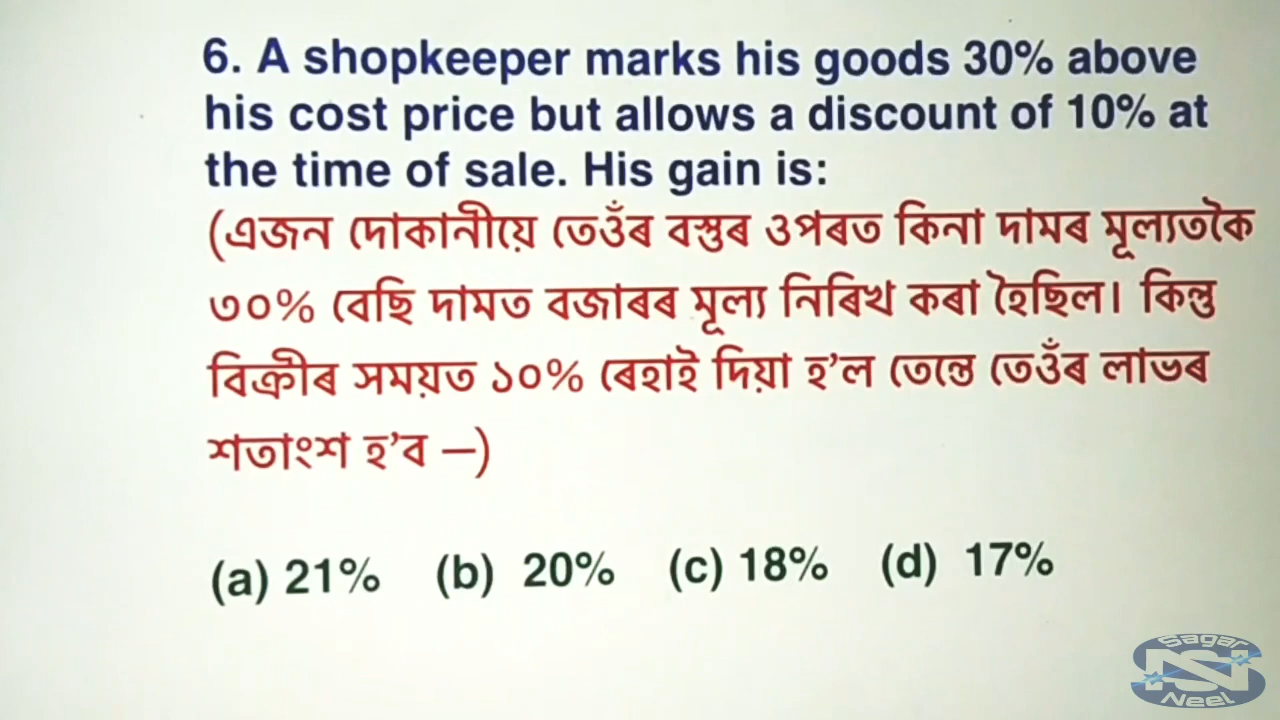 6. A shopkeeper marks his goods 30% above
his cost price but allows a discount of 10% at
the time of sale. His gain is:
(এজন দোকানীয়ে তেওঁৰ বস্তুৰ ওপৰত কিনা দামৰ মূল্যতকৈ
৩০% বেছি দামত বজাৰৰ মূল্য নিৰিখ কৰা হৈছিল। কিন্তু
বিক্ৰীৰ সময়ত ১০% ৰেহাই দিয়া হ’ল তেন্তে তেওঁৰ লাভৰ
শতাংশ হ’ব –)
(a) 21% (b) 20% (c) 18% (d) 17%
Sagar
NS
Neel